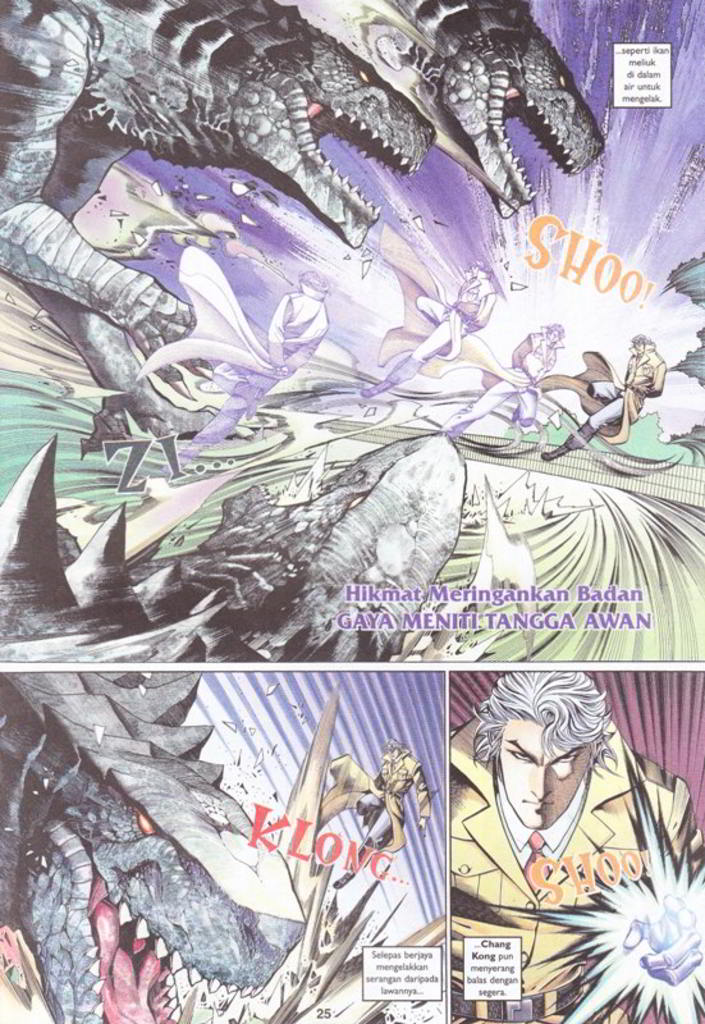 ...seperti ikan
meliuk
di dalam
air untuk
mengelak.
SHOO!
ZI...
Hikmat Meringankan Badan
GAYA MENITI TANGGA AWAN
KLONG...
Selepas berjaya
mengelakkan
serangan daripada
lawannya...
SHOO!
...Chang
Kong pun
menyerang
balas dengan
segera.
25